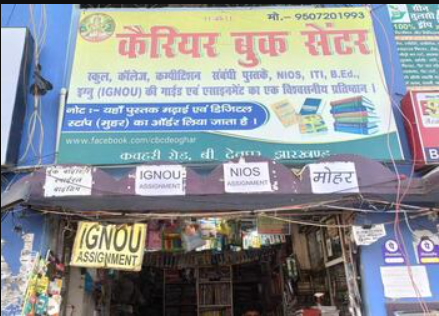 मो.– 9507201993
कैरियर बुक सेंटर
स्कुल, कॉलेज, कम्पीटिशन संबंधी पुस्तकें, NIOS, ITI, B.Ed.,
इग्नु (IGNOU) की गाईड एवं एसाइनमेंट का एक विश्वसनीय प्रतिष्ठान।
नोट :- यहाँ पुस्तक मढ़ाई एवं डिजिटल
स्टांप (मुहर) का ऑर्डर लिया जाता है।
www.facebook.com/cbcdeoghar
कचहरी रोड, बी देवघर झारखण्ड
IGNOU
ASSIGNMENT
NIOS
ASSIGNMENT
मोहर
IGNOU
ASSIGNMENT
100%